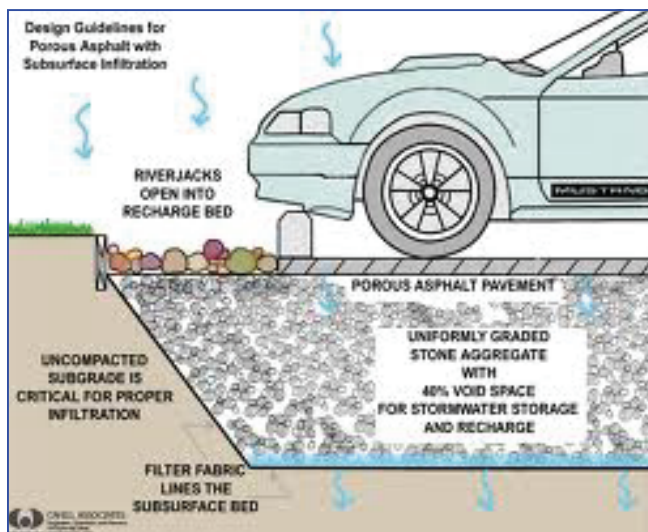 Design Guidelines for
Porous Asphalt with
Subsurface Infiltration
RIVERJACKS
OPEN INTO
RECHARGE BED
MUSTANG
POROUS ASPHALT PAVEMENT
UNIFORMLY GRADED
STONE AGGREGATE
WITH
40% VOID SPACE
FOR STORMWATER STORAGE
AND RECHARGE
UNCOMPACTED
SUBGRADE IS
CRITICAL FOR PROPER
INFILTRATION
FILTER FABRIC
LINES THE
SUBSURFACE BED
CAHILL ASSOCIATES